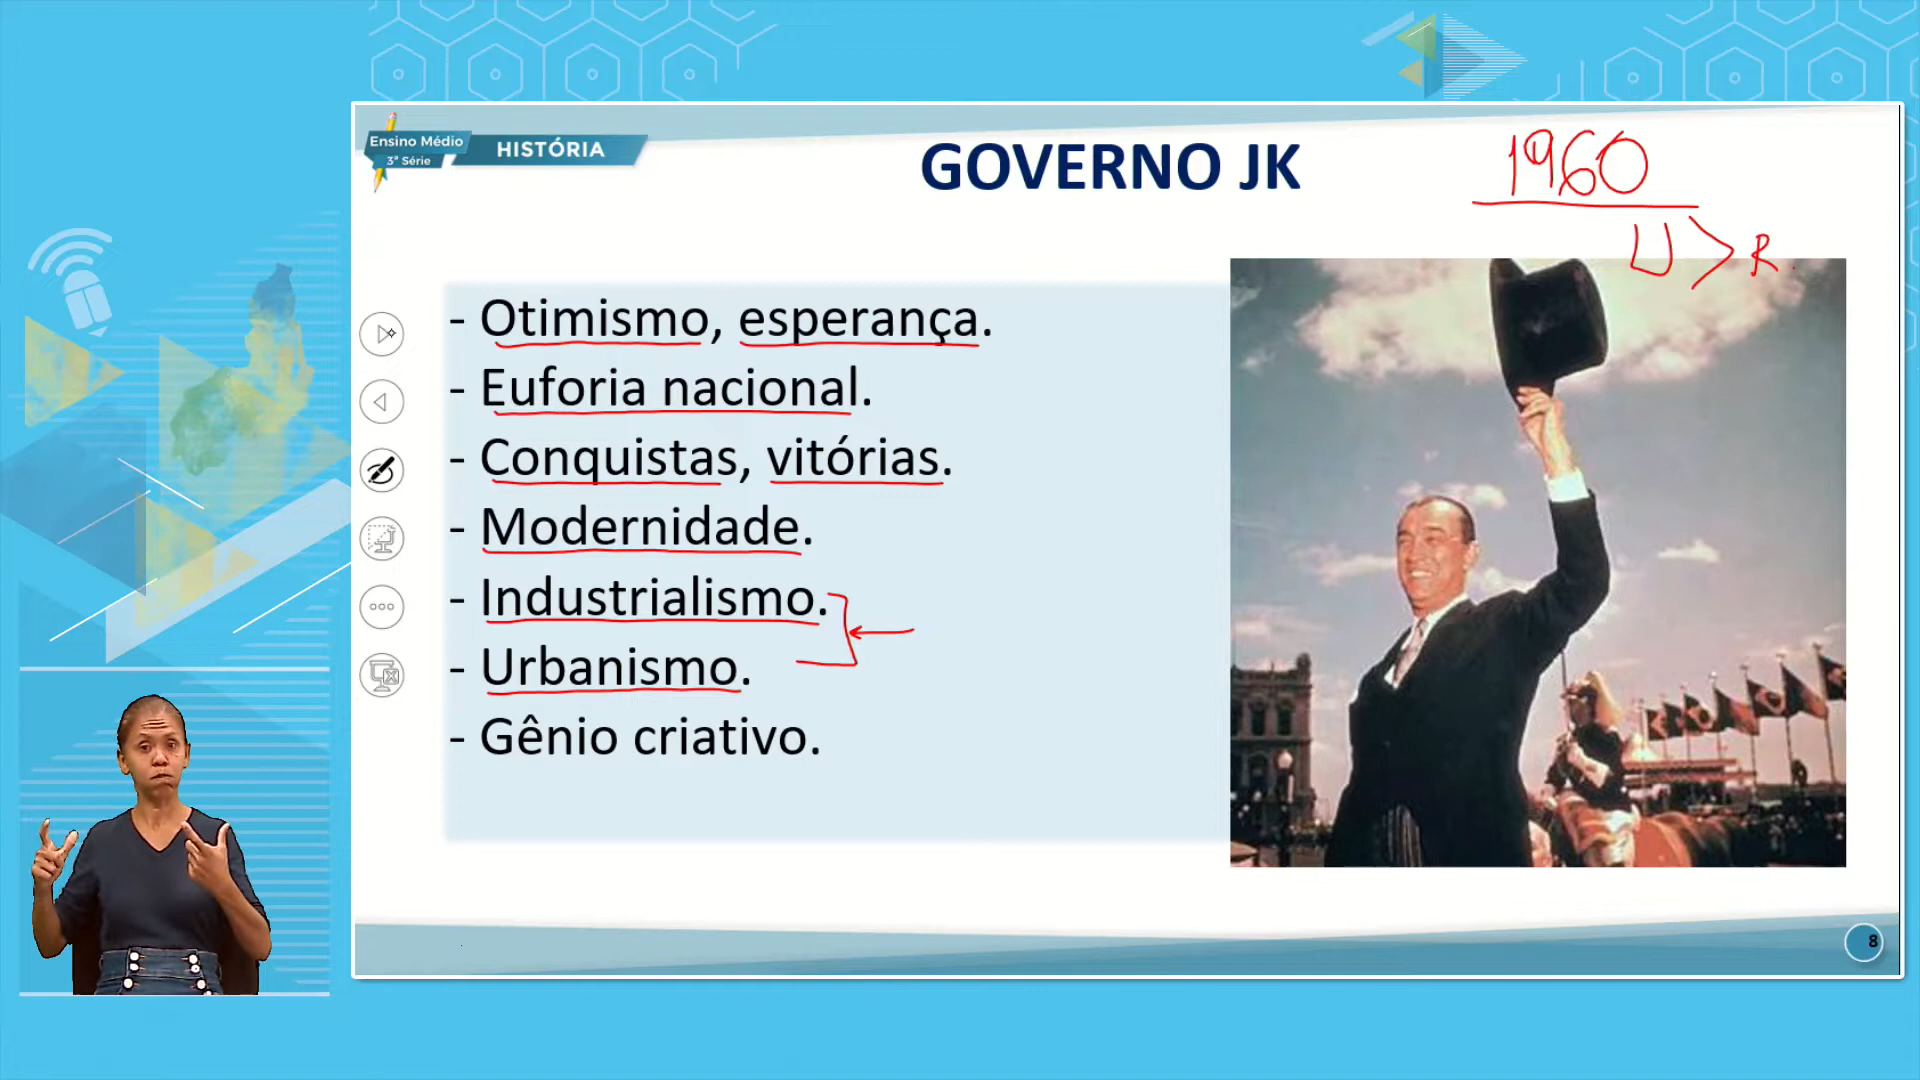 Ensino Médio
3ª Série
HISTÓRIA
GOVERNO JK
1960
U > R
- Otimismo, esperança.
- Euforia nacional.
- Conquistas, vitórias.
- Modernidade.
- Industrialismo.
- Urbanismo.
- Gênio criativo.
8